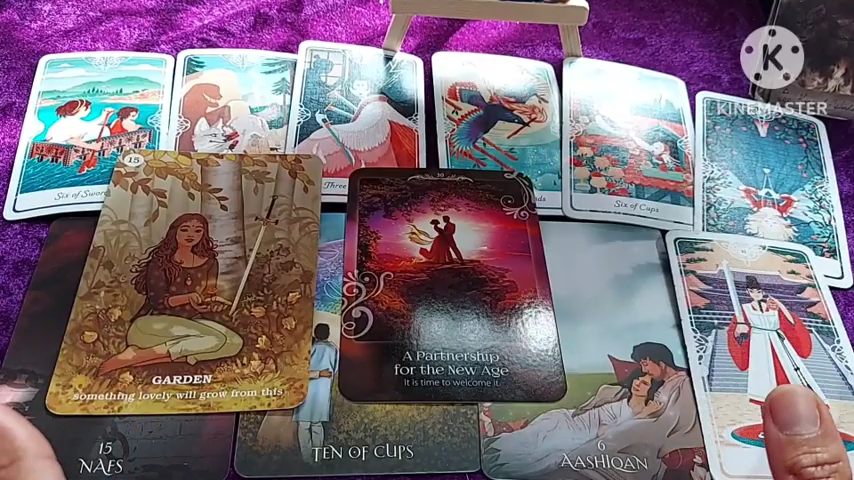 K
KINEMASTER
Six of Swords
Three
Six of Cups
15
GARDEN
something lovely will grow from this
30
A Partnership
for the New Age
It is time to welcome it.
15
NAFS
TEN OF CUPS
6
AASHIQAN